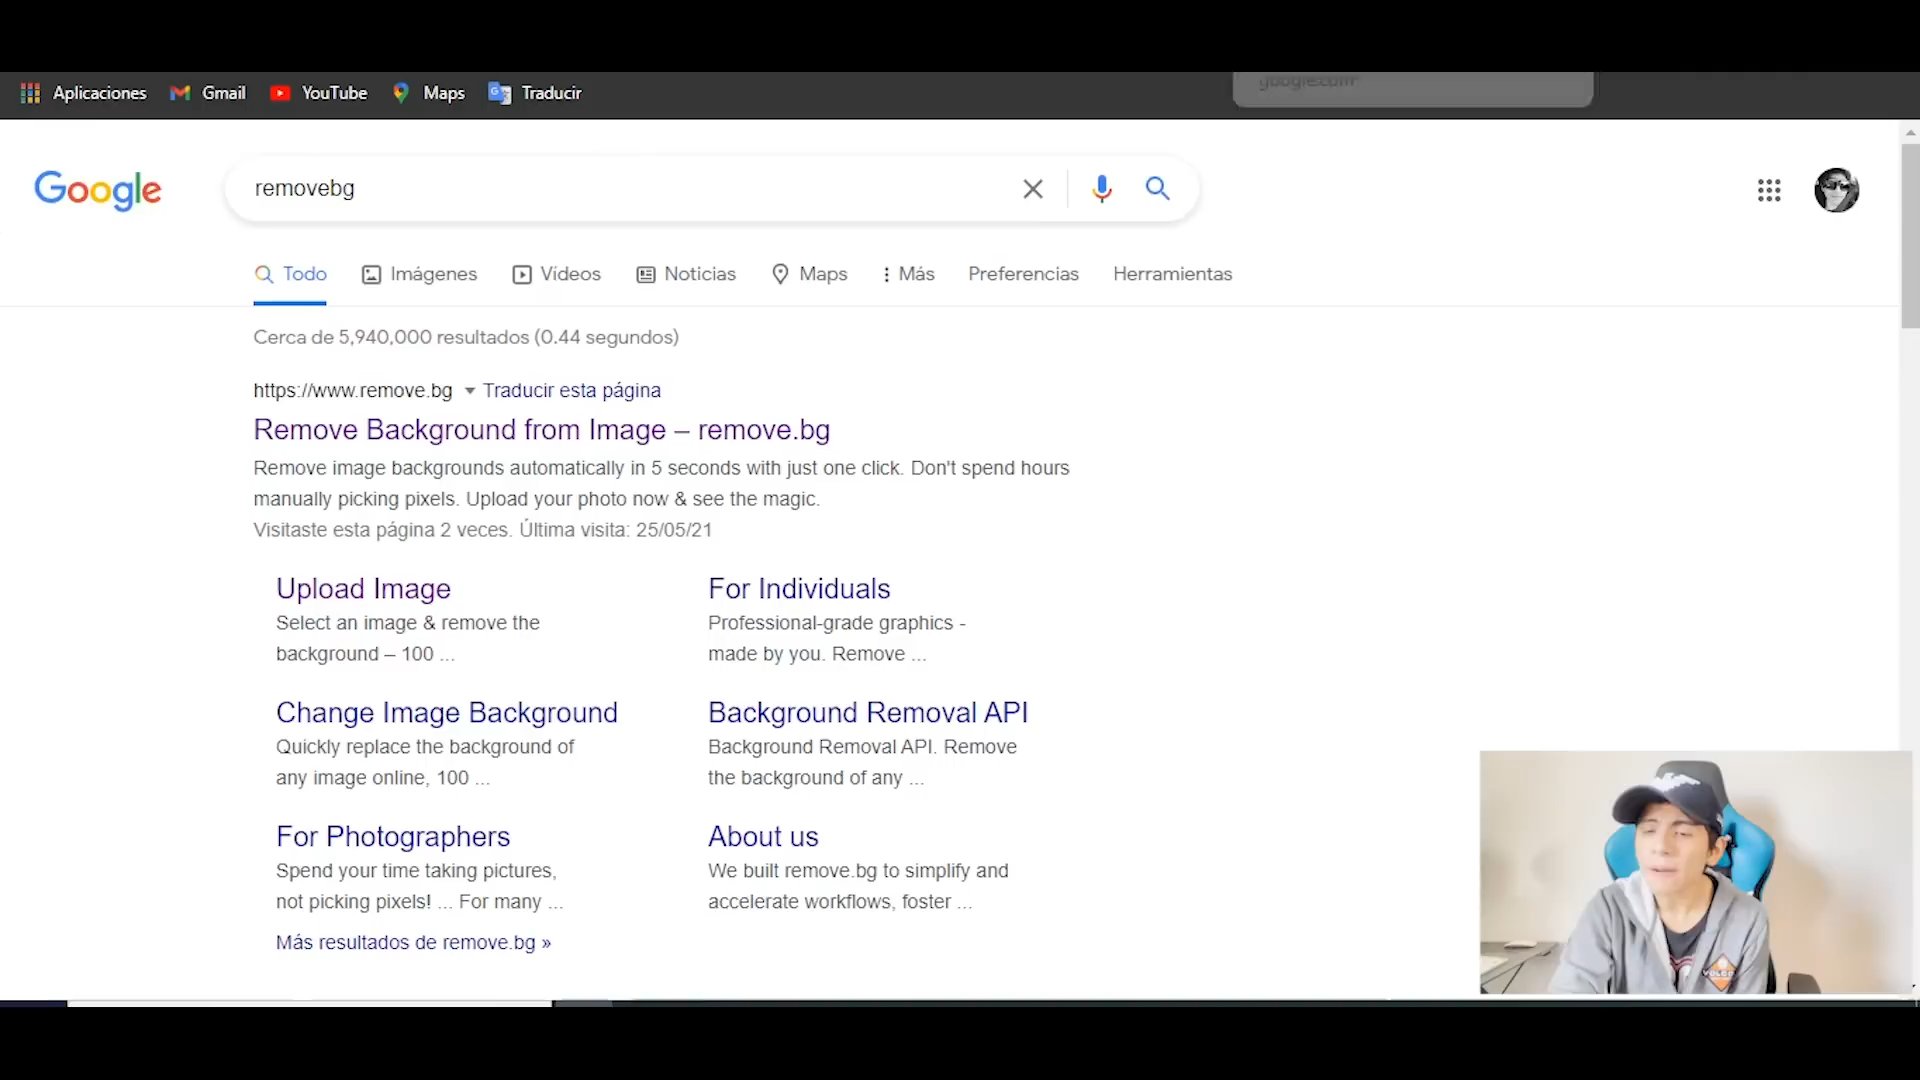 Aplicaciones Gmail YouTube Maps Traducir
google.com
Google
removebg
Todo Imágenes Vídeos Noticias Maps Más Preferencias Herramientas
Cerca de 5,940,000 resultados (0.44 segundos)
https://www.remove.bg Traducir esta página
Remove Background from Image – remove.bg
Remove image backgrounds automatically in 5 seconds with just one click. Don't spend hours
manually picking pixels. Upload your photo now & see the magic.
Visitaste esta página 2 veces. Última visita: 25/05/21
Upload Image
Select an image & remove the
background – 100 ...
For Individuals
Professional-grade graphics -
made by you. Remove ...
Change Image Background
Quickly replace the background of
any image online, 100 ...
Background Removal API
Background Removal API. Remove
the background of any ...
For Photographers
Spend your time taking pictures,
not picking pixels! ... For many ...
About us
We built remove.bg to simplify and
accelerate workflows, foster ...
Más resultados de remove.bg »